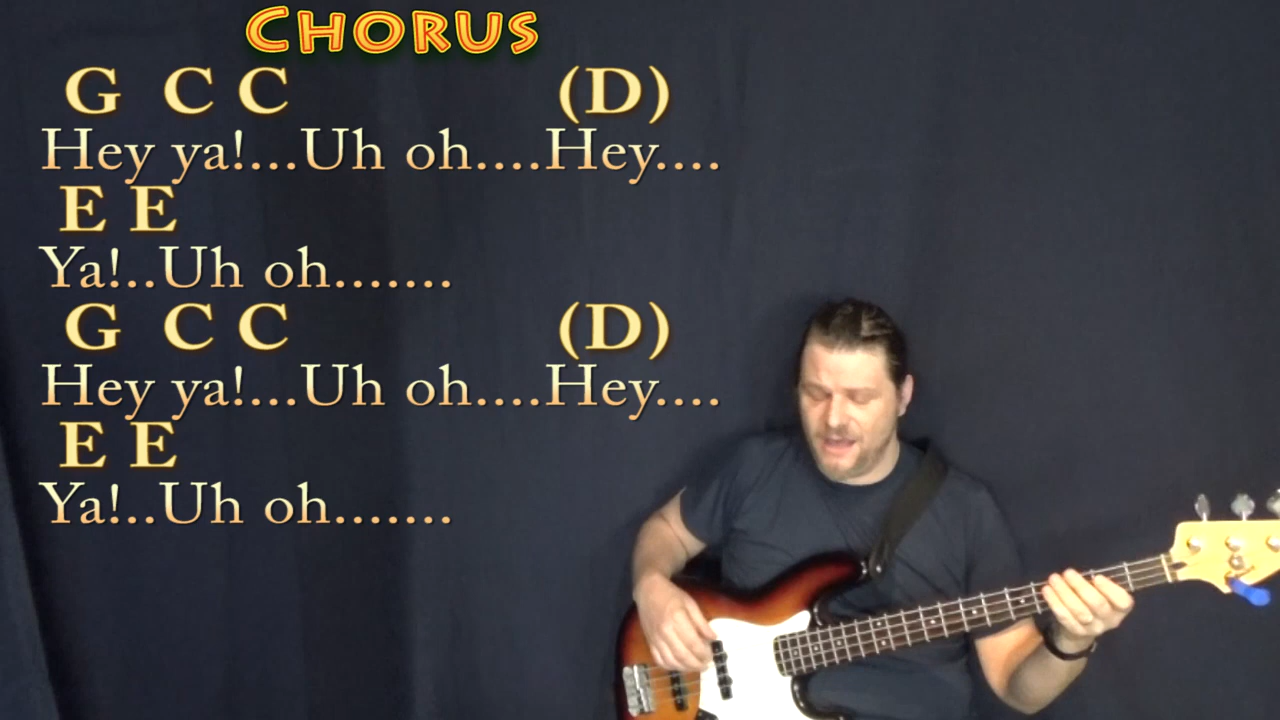 CHORUS
G C C (D)
Hey ya!...Uh oh....Hey....
E E
Ya!..Uh oh.......
G C C (D)
Hey ya!...Uh oh....Hey....
E E
Ya!..Uh oh.......